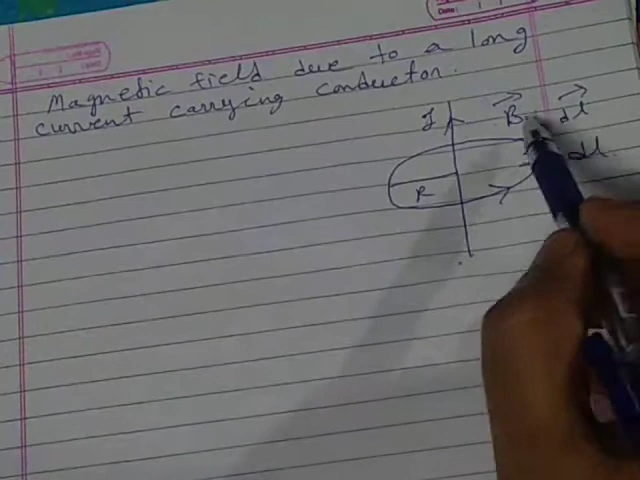 Magnetic field due to a long
current carrying conductor.
I B dl
dl
R